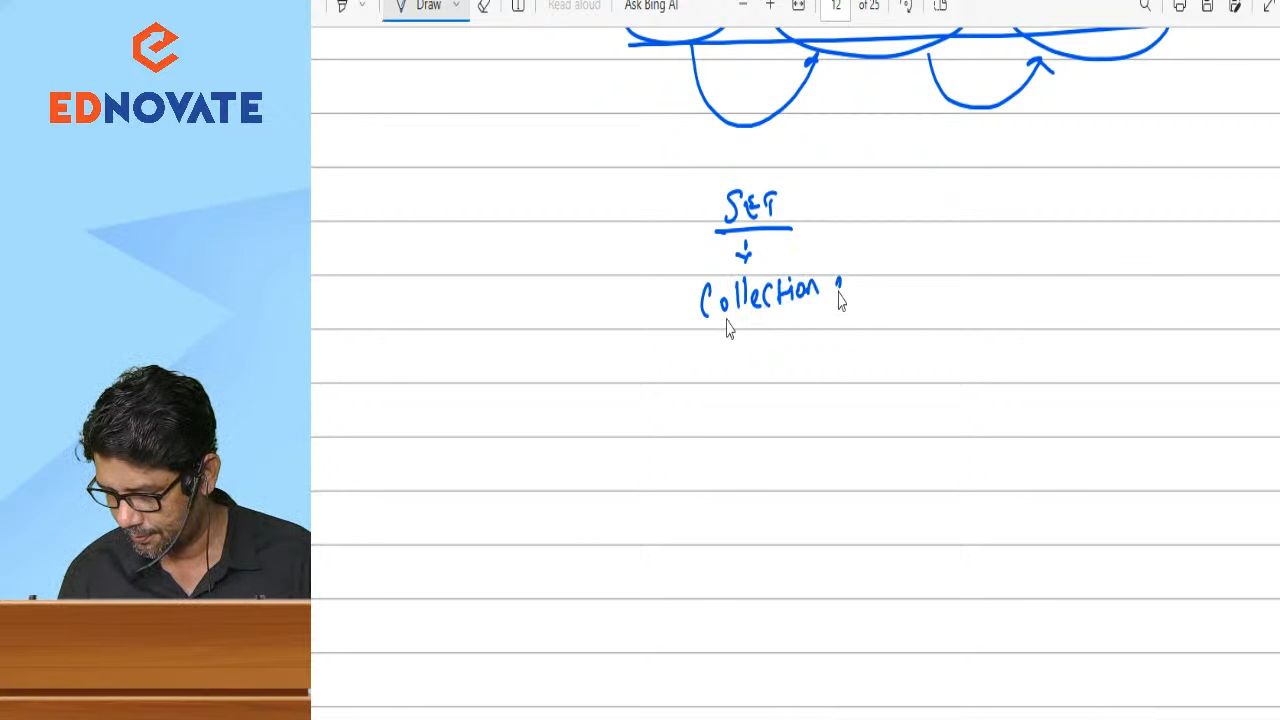 Draw
Read aloud
Ask Bing AI
12 of 25
EDNOVATE
SET
Collection